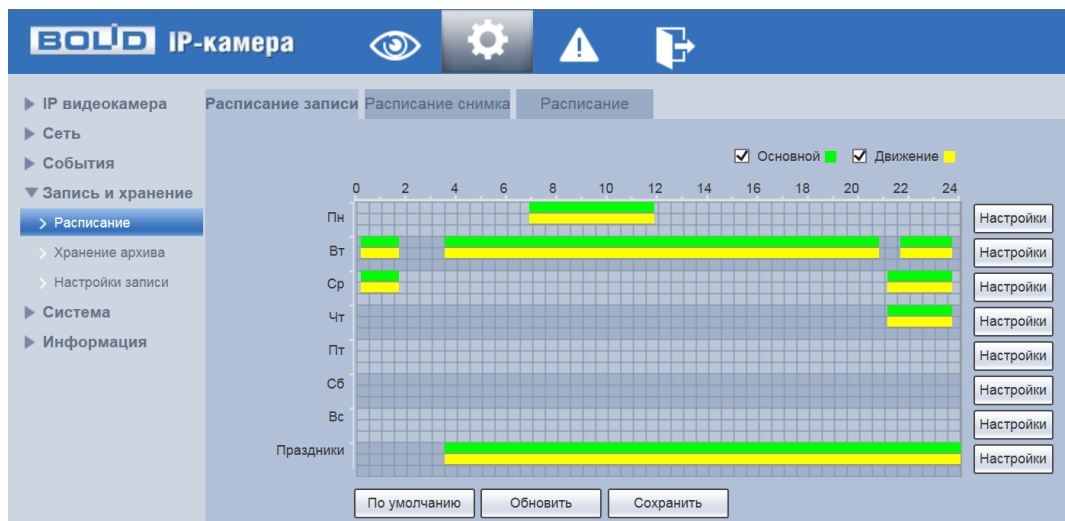 BOLID IP-камера
IP видеокамера
Сеть
События
Запись и хранение
Расписание
Хранение архива
Настройки записи
Система
Информация
Расписание записи Расписание снимка Расписание
Основной Движение
0 2 4 6 8 10 12 14 16 18 20 22 24
Пн Настройки
Вт Настройки
Ср Настройки
Чт Настройки
Пт Настройки
Сб Настройки
Вс Настройки
Праздники Настройки
По умолчанию Обновить Сохранить